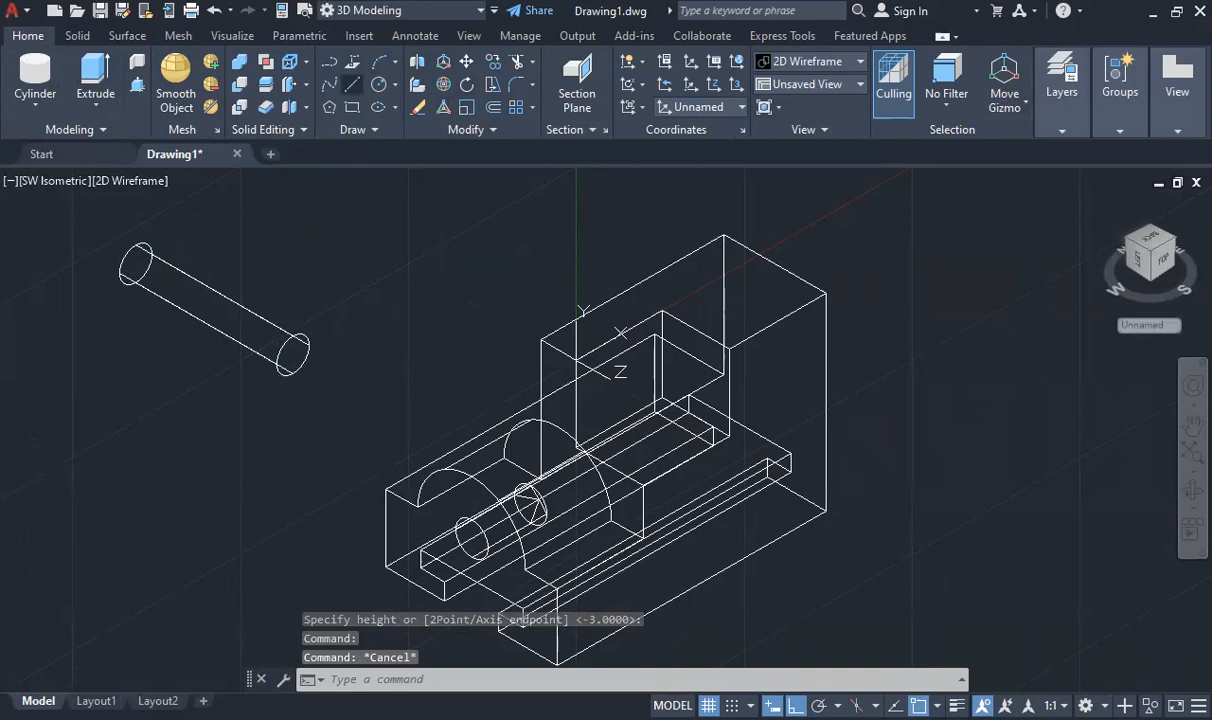 A 3D Modeling Share Drawing1.dwg Type a keyword or phrase Sign In
Home Solid Surface Mesh Visualize Parametric Insert Annotate View Manage Output Add-ins Collaborate Express Tools Featured Apps
Cylinder Extrude Smooth Object Section Plane 2D Wireframe Unsaved View Unnamed Culling No Filter Move Gizmo Layers Groups View
Modeling Mesh Solid Editing Draw Modify Section Coordinates View Selection
Start Drawing1*
[−][SW Isometric][2D Wireframe]
BACK
LEFT TOP
N E
W S
Unnamed
Y
X
Z
Specify height or [2Point/Axis endpoint] <-3.0000>:
Command:
Command: *Cancel*
Type a command
Model Layout1 Layout2 MODEL 1:1